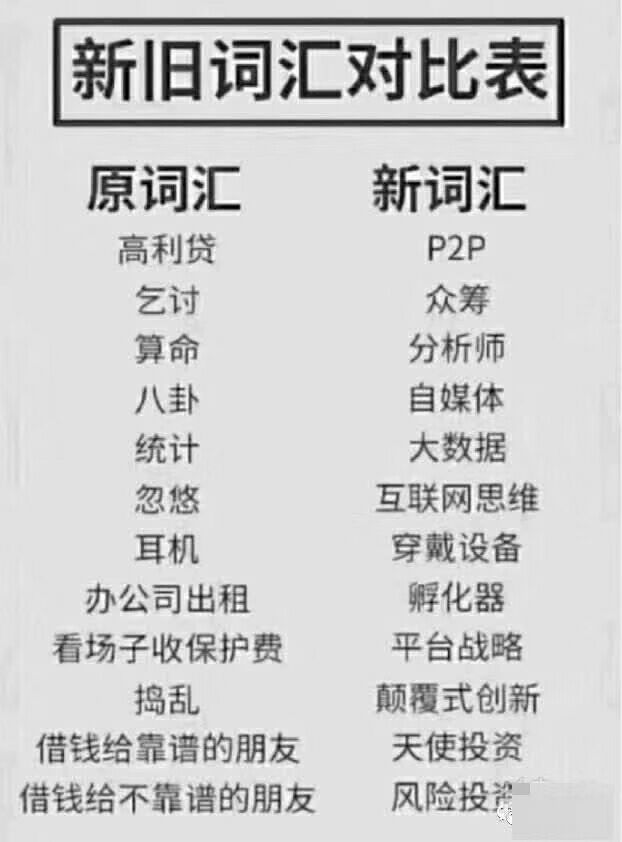 新旧词汇对比表
原词汇 新词汇
高利贷 P2P
乞讨 众筹
算命 分析师
八卦 自媒体
统计 大数据
忽悠 互联网思维
耳机 穿戴设备
办公司出租 孵化器
看场子收保护费 平台战略
捣乱 颠覆式创新
借钱给靠谱的朋友 天使投资
借钱给不靠谱的朋友 风险投资